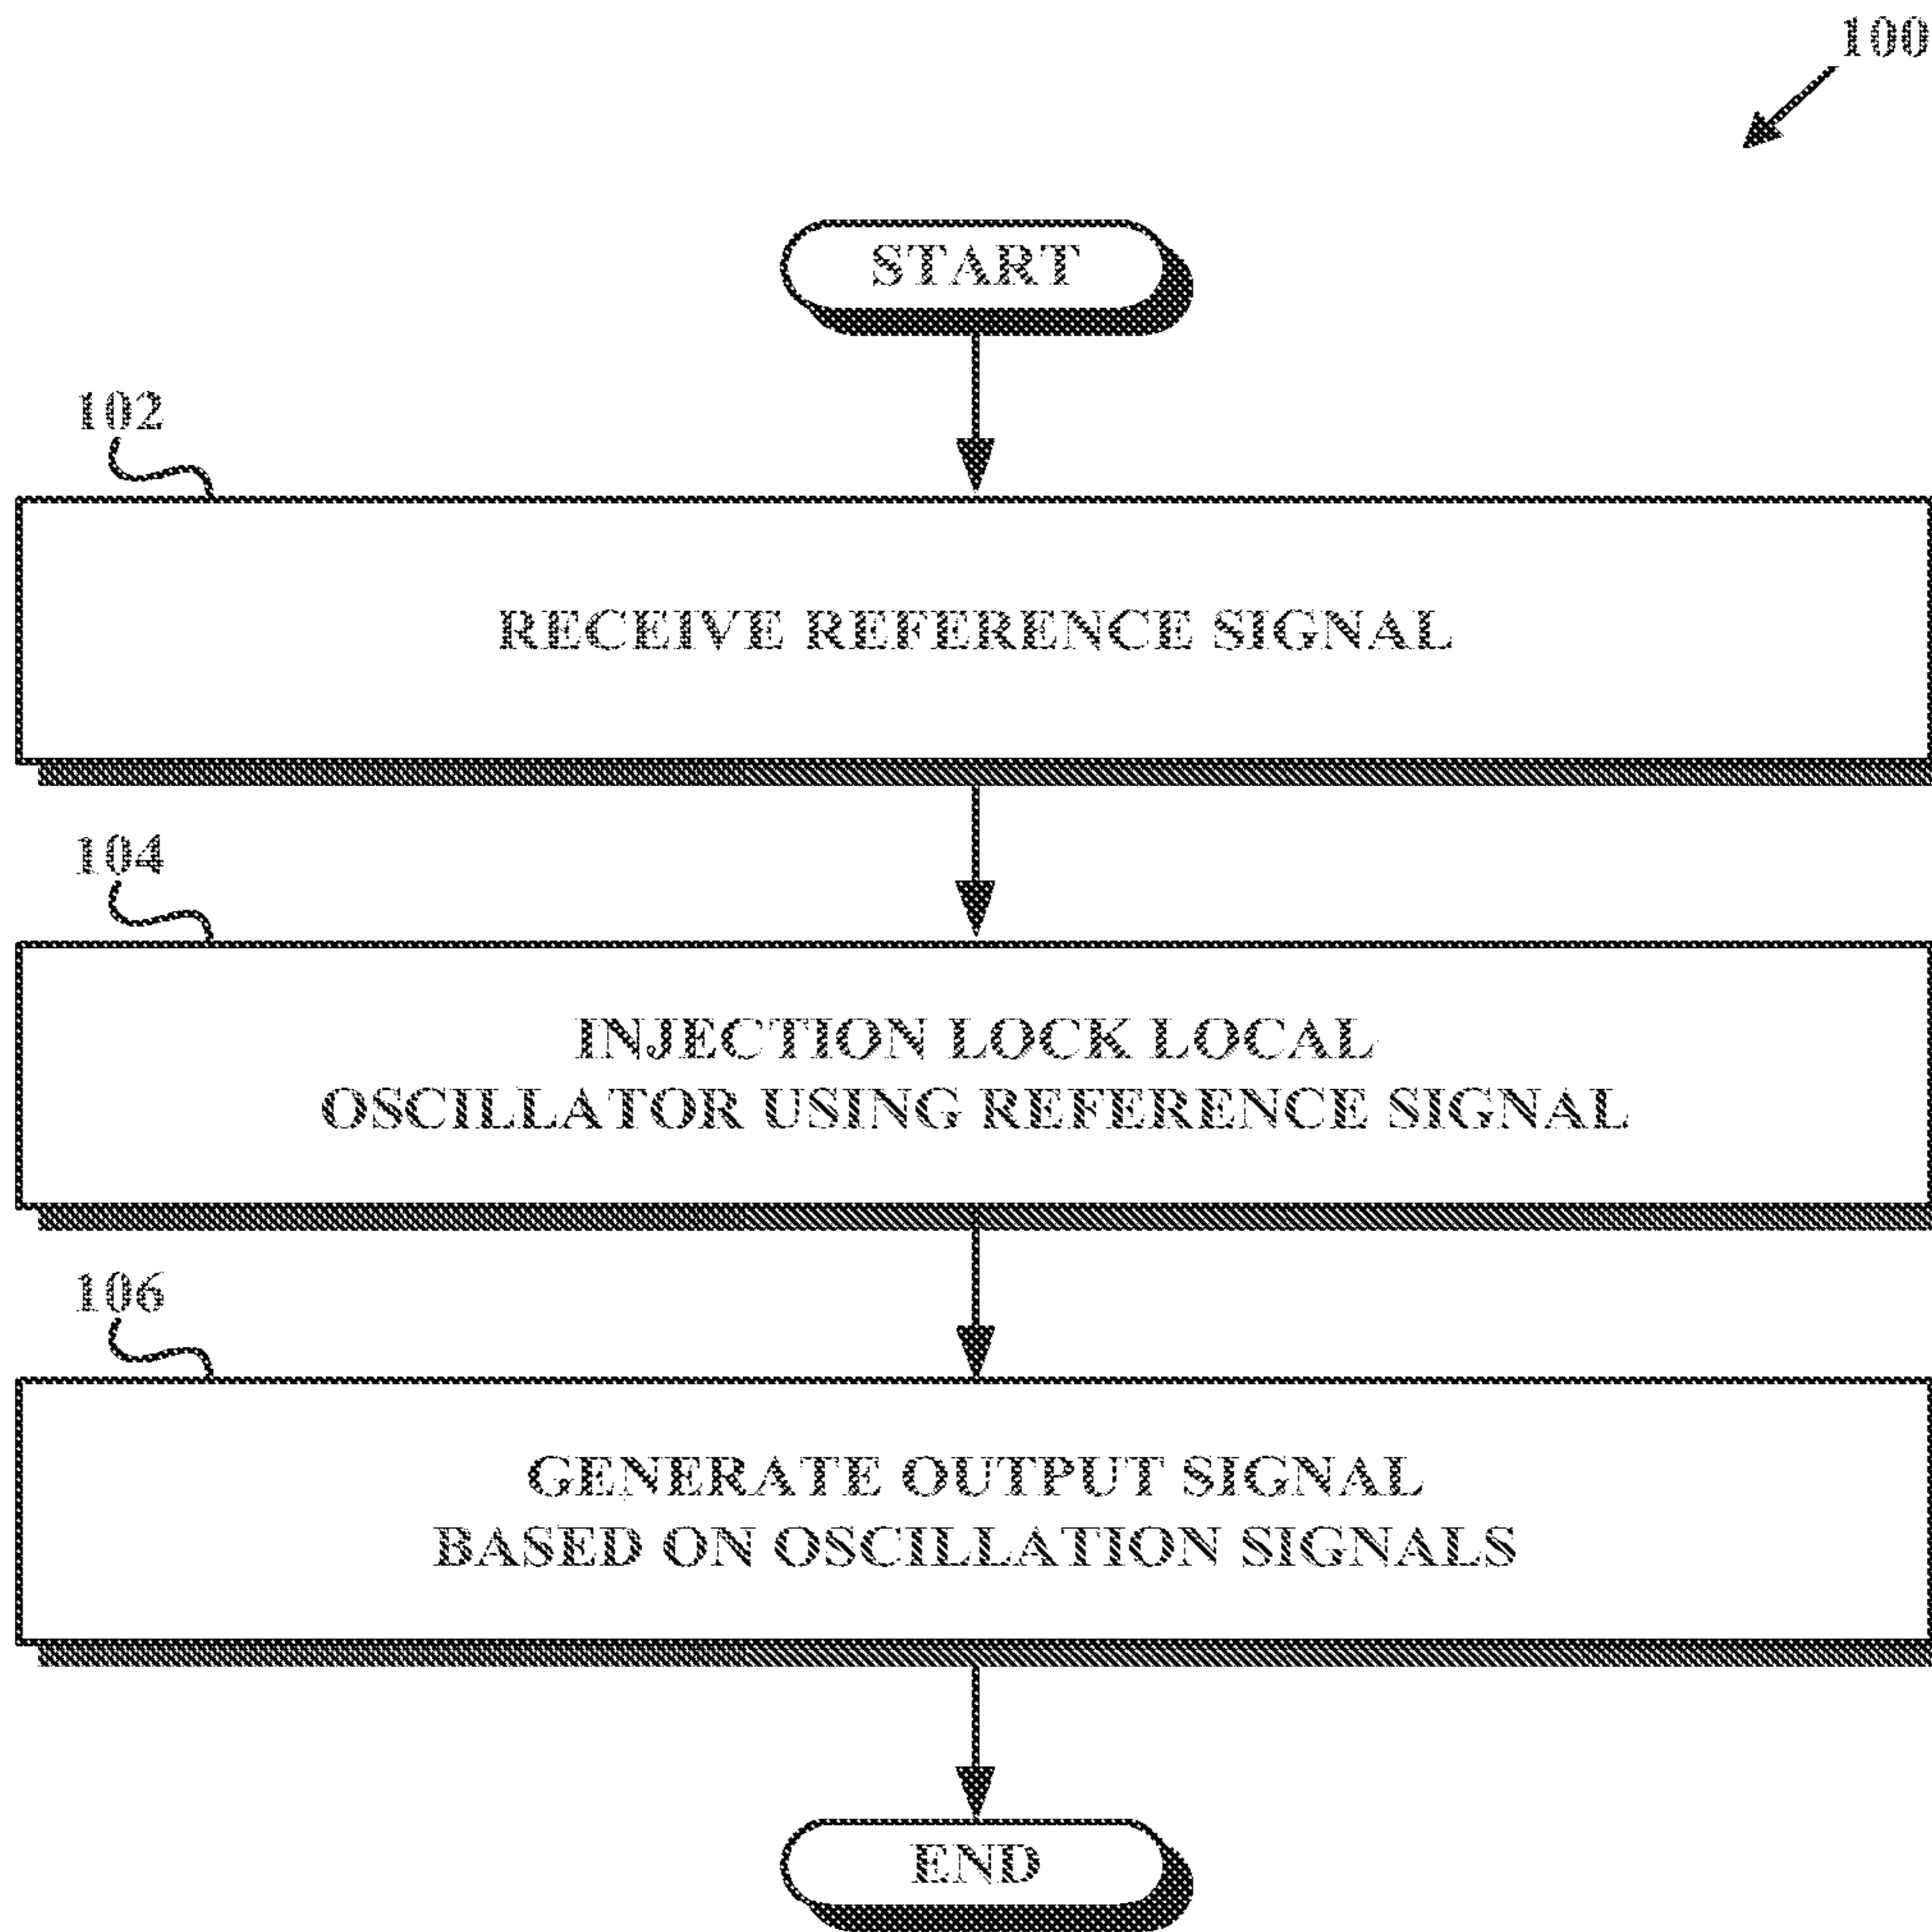 100
START
102
RECEIVE REFERENCE SIGNAL
104
INJECTION LOCK LOCAL
OSCILLATOR USING REFERENCE SIGNAL
106
GENERATE OUTPUT SIGNAL
BASED ON OSCILLATION SIGNALS
END